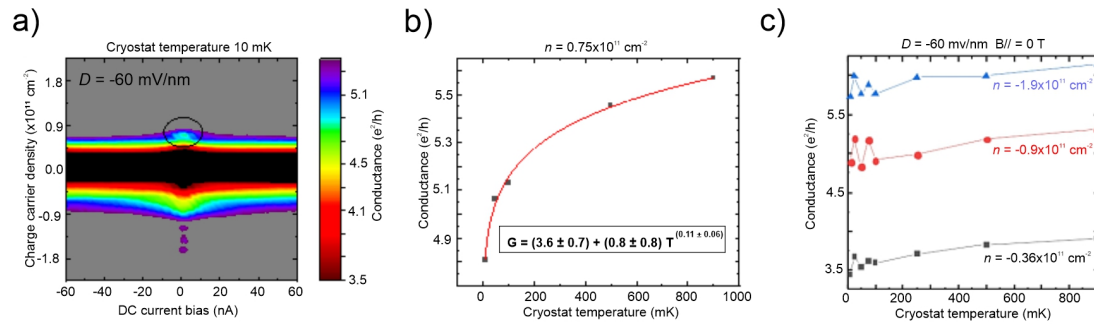 a)
Cryostat temperature 10 mK
D = -60 mV/nm
Charge carrier density (x10¹¹ cm⁻²)
1.8
0.9
0.0
-0.9
-1.8
-60 -40 -20 0 20 40 60
DC current bias (nA)
5.1
4.5
4.1
3.5
Conductance (e²/h)
b)
n = 0.75x10¹¹ cm⁻²
Conductance (e²/h)
5.5
5.1
4.9
G = (3.6 ± 0.7) + (0.8 ± 0.8) T^(0.11 ± 0.06)
0 200 400 600 800 1000
Cryostat temperature (mK)
c)
D = -60 mv/nm B// = 0 T
Conductance (e²/h)
5.5
4.5
3.5
n = -1.9x10¹¹ cm⁻²
n = -0.9x10¹¹ cm⁻²
n = -0.36x10¹¹ cm⁻²
0 200 400 600 800
Cryostat temperature (mK)